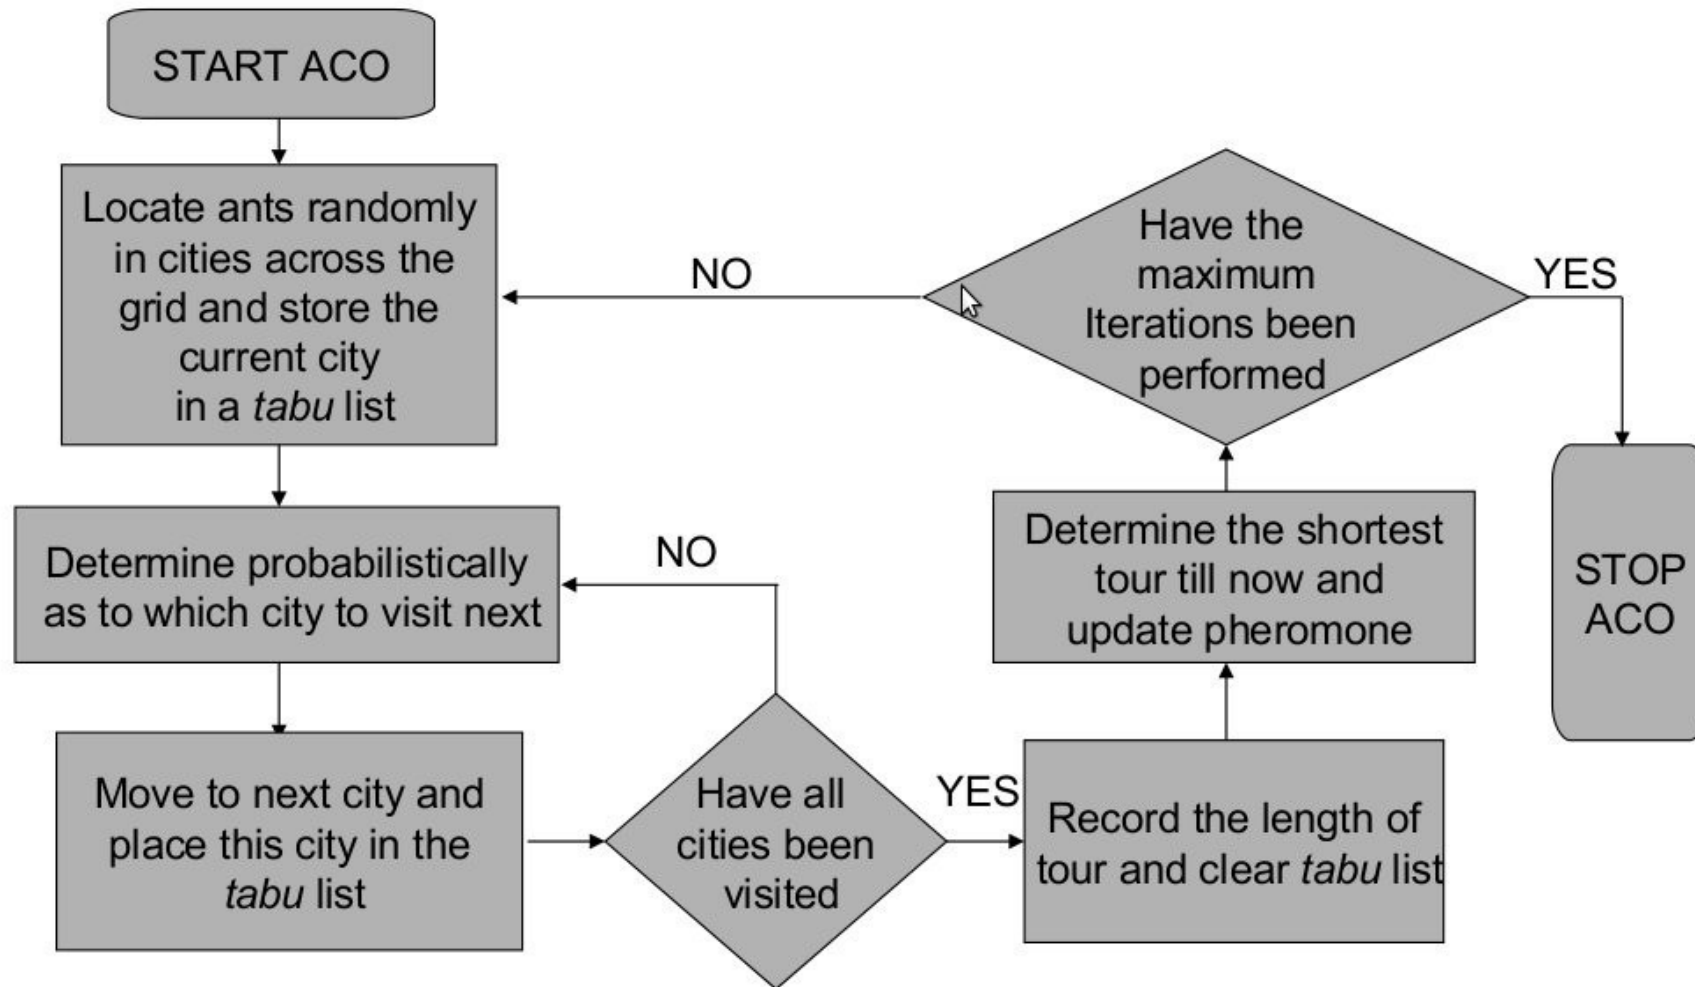 START ACO
Locate ants randomly
in cities across the
grid and store the
current city
in a tabu list
Determine probabilistically
as to which city to visit next
Move to next city and
place this city in the
tabu list
Have all
cities been
visited
NO
YES
Record the length of
tour and clear tabu list
Determine the shortest
tour till now and
update pheromone
Have the
maximum
Iterations been
performed
NO
YES
STOP
ACO